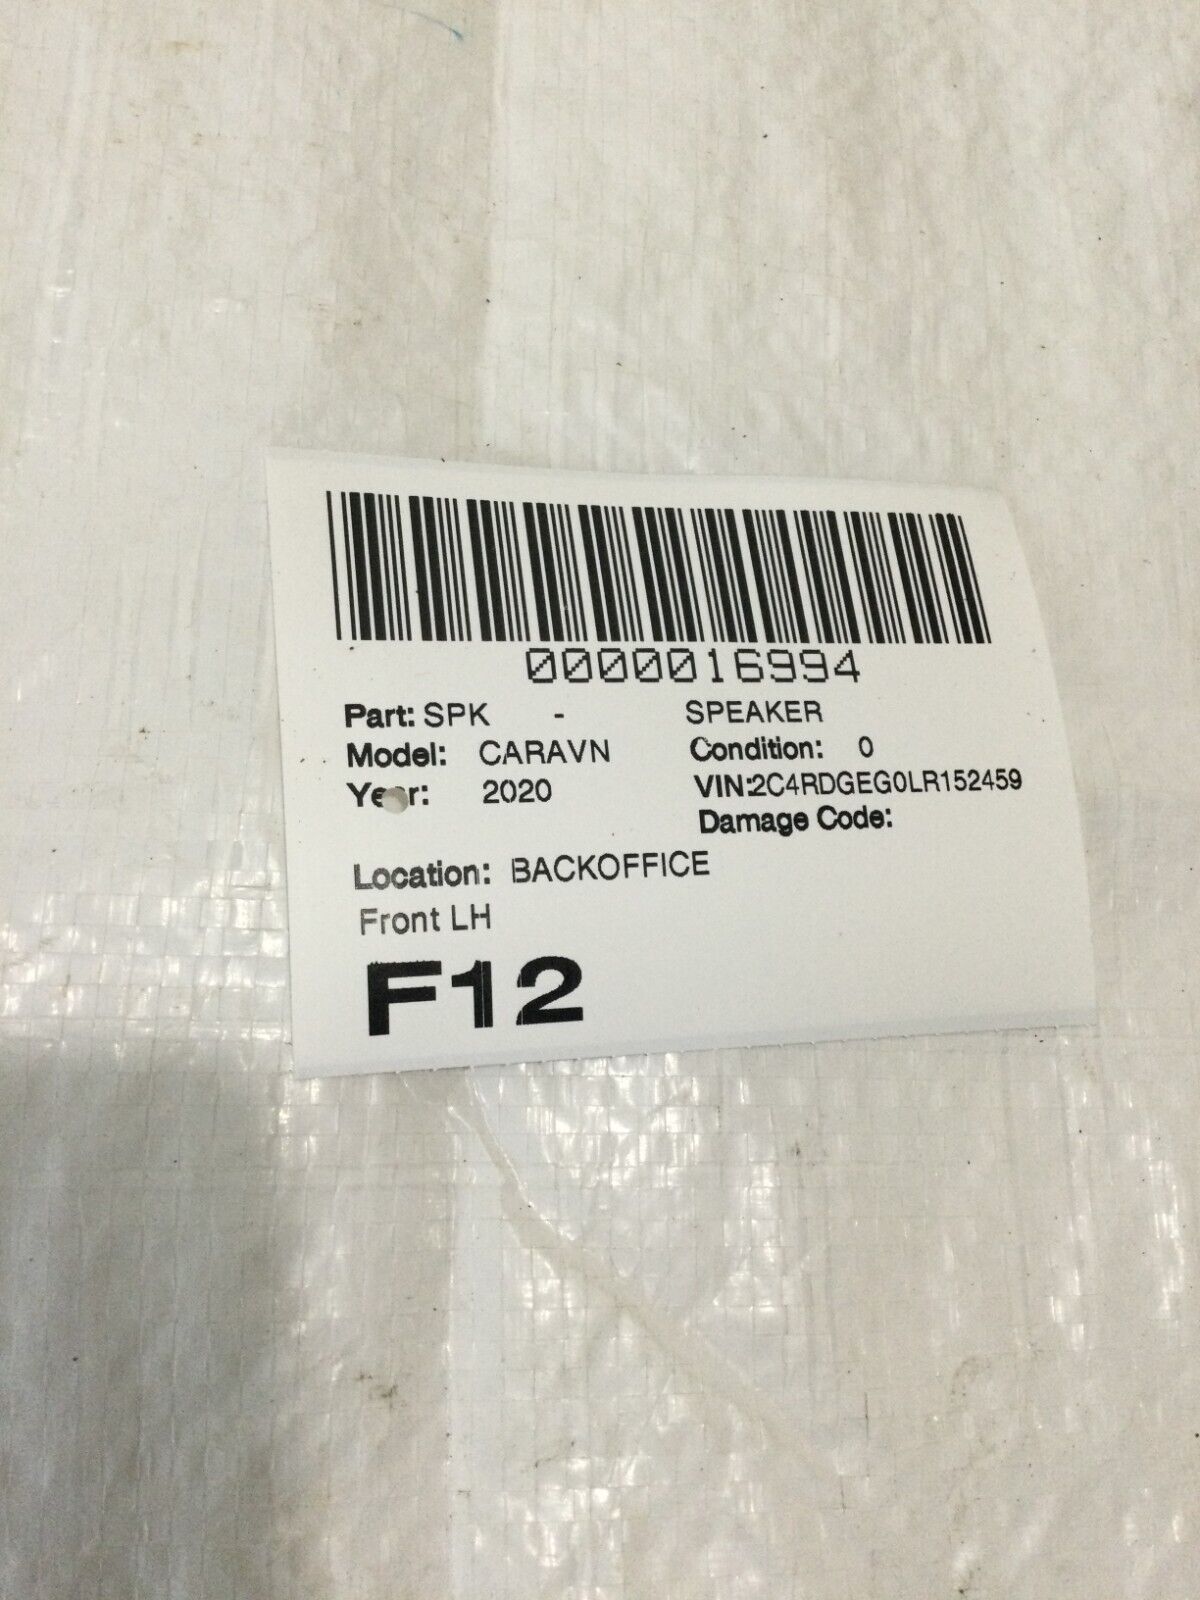 0000016994
Part: SPK - SPEAKER
Model: CARAVN Condition: 0
Year: 2020 VIN:2C4RDGEG0LR152459
Damage Code:
Location: BACKOFFICE
Front LH
F12